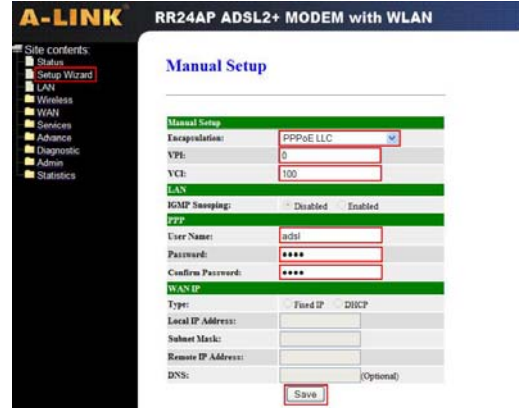 A-LINK RR24AP ADSL2+ MODEM with WLAN
Site contents:
Status
Setup Wizard
LAN
Wireless
WAN
Services
Advance
Diagnostic
Admin
Statistics
Manual Setup
Manual Setup
Encapsulation: PPPoE LLC
VPI: 0
VCI: 100
LAN
IGMP Snooping: Disabled Enabled
PPP
User Name: adsl
Password: ●●●●
Confirm Password: ●●●●
WAN IP
Type: Fixed IP DHCP
Local IP Address:
Subnet Mask:
Remote IP Address:
DNS: (Optional)
Save